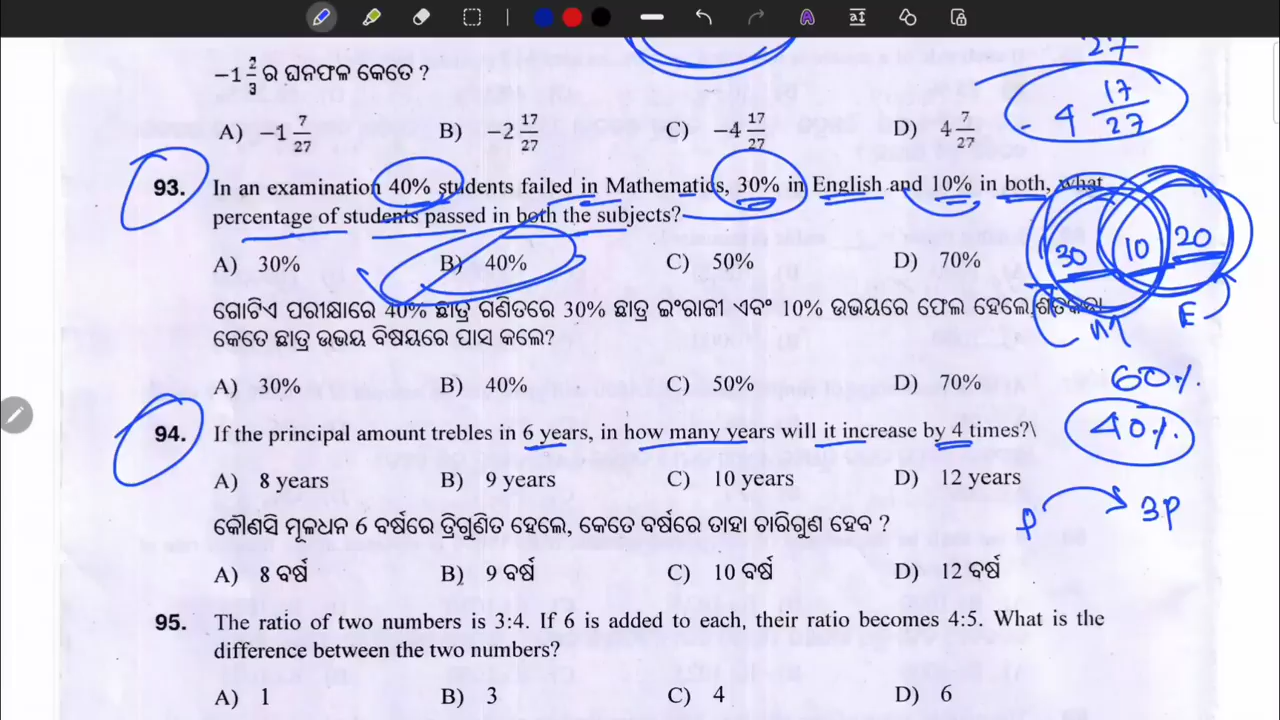 27
−1 2/3 ର ଘନଫଳ କେତେ ?
- 4 17/27
A) −1 7/27 B) −2 17/27 C) −4 17/27 D) 4 7/27
93. In an examination 40% students failed in Mathematics, 30% in English and 10% in both, what
percentage of students passed in both the subjects?
30 10 20
A) 30% B) 40% C) 50% D) 70%
ଗୋଟିଏ ପରୀକ୍ଷାରେ 40% ଛାତ୍ର ଗଣିତରେ 30% ଛାତ୍ର ଇଂରାଜୀ ଏବଂ 10% ଉଭୟରେ ଫେଲ ହେଲେ ଶତକଡା
M E
କେତେ ଛାତ୍ର ଉଭୟ ବିଷୟରେ ପାସ କଲେ?
A) 30% B) 40% C) 50% D) 70%
60%.
94. If the principal amount trebles in 6 years, in how many years will it increase by 4 times?\
40%.
A) 8 years B) 9 years C) 10 years D) 12 years
P 3P
କୌଣସି ମୂଳଧନ 6 ବର୍ଷରେ ତ୍ରିଗୁଣିତ ହେଲେ, କେତେ ବର୍ଷରେ ତାହା ଚାରିଗୁଣ ହେବ ?
A) 8 ବର୍ଷ B) 9 ବର୍ଷ C) 10 ବର୍ଷ D) 12 ବର୍ଷ
95. The ratio of two numbers is 3:4. If 6 is added to each, their ratio becomes 4:5. What is the
difference between the two numbers?
A) 1 B) 3 C) 4 D) 6